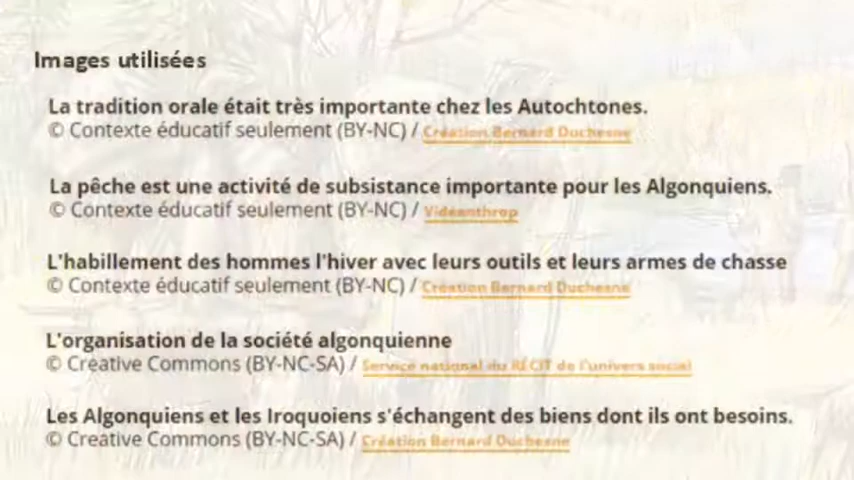 Images utilisées
La tradition orale était très importante chez les Autochtones.
© Contexte éducatif seulement (BY-NC) / Création Bernard Duchesne
La pêche est une activité de subsistance importante pour les Algonquiens.
© Contexte éducatif seulement (BY-NC) / Vidéanthrop
L'habillement des hommes l'hiver avec leurs outils et leurs armes de chasse
© Contexte éducatif seulement (BY-NC) / Création Bernard Duchesne
L'organisation de la société algonquienne
© Creative Commons (BY-NC-SA) / Service national du RÉCIT de l'univers social
Les Algonquiens et les Iroquoiens s'échangent des biens dont ils ont besoins.
© Creative Commons (BY-NC-SA) / Création Bernard Duchesne